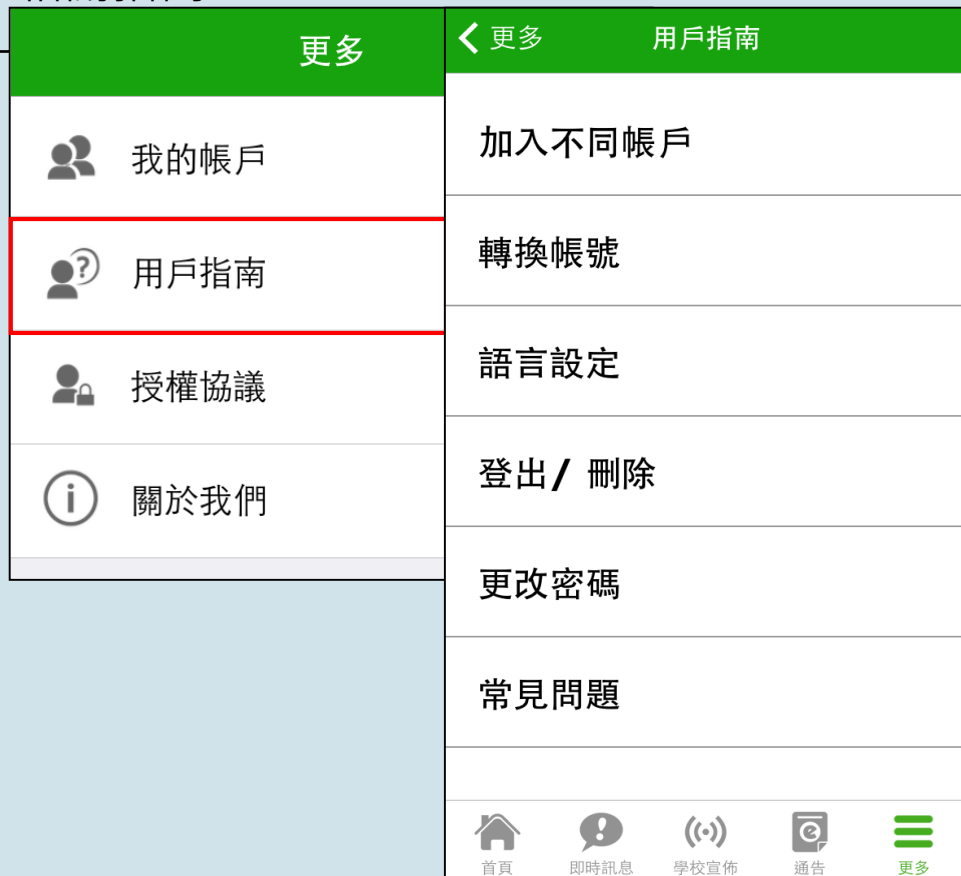 更多
我的帳戶
用戶指南
授權協議
關於我們
更多
用戶指南
加入不同帳戶
轉換帳號
語言設定
登出/ 刪除
更改密碼
常見問題
首頁
即時訊息
學校宣佈
通告
更多